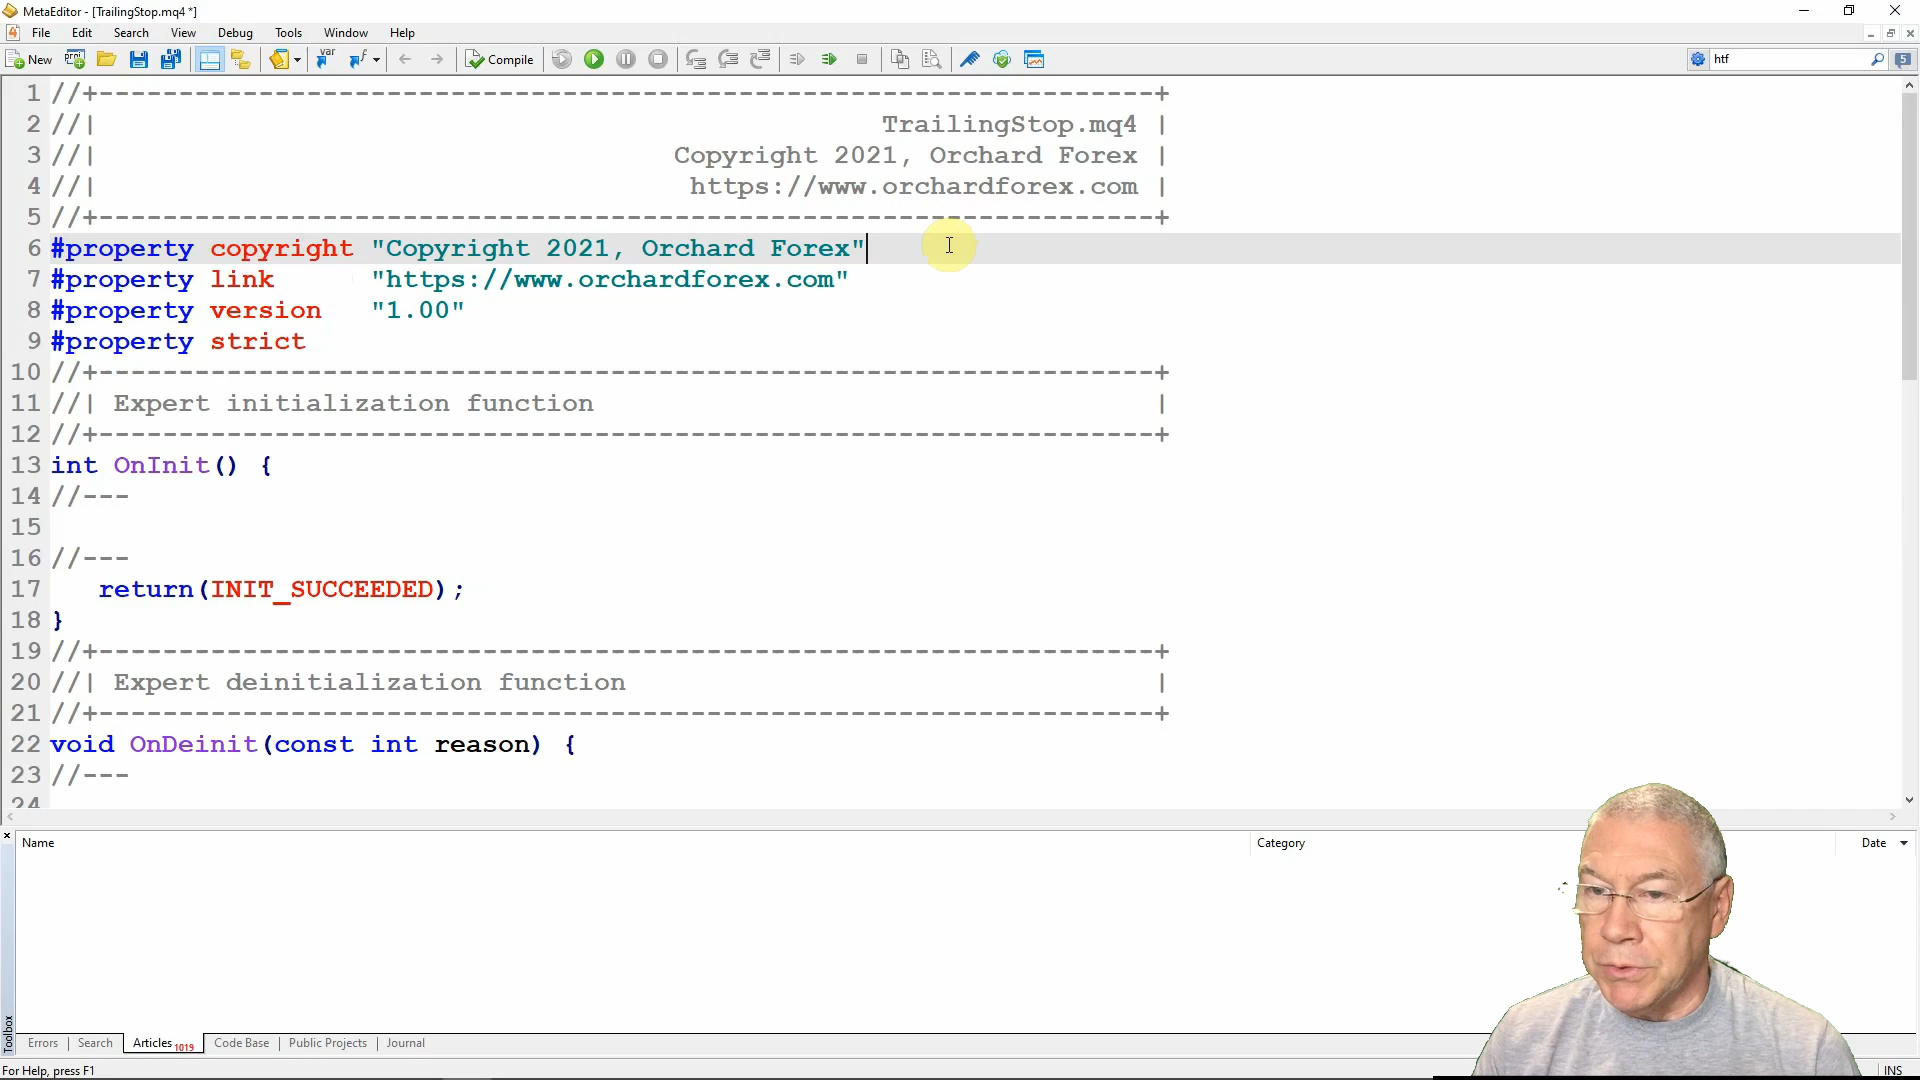 MetaEditor - [TrailingStop.mq4 *]
File Edit Search View Debug Tools Window Help
New Compile htf 5
1 //+------------------------------------------------------------------+
2 //| TrailingStop.mq4 |
3 //| Copyright 2021, Orchard Forex |
4 //| https://www.orchardforex.com |
5 //+------------------------------------------------------------------+
6 #property copyright "Copyright 2021, Orchard Forex"
7 #property link "https://www.orchardforex.com"
8 #property version "1.00"
9 #property strict
10 //+------------------------------------------------------------------+
11 //| Expert initialization function |
12 //+------------------------------------------------------------------+
13 int OnInit() {
14 //---
15
16 //---
17 return(INIT_SUCCEEDED);
18 }
19 //+------------------------------------------------------------------+
20 //| Expert deinitialization function |
21 //+------------------------------------------------------------------+
22 void OnDeinit(const int reason) {
23 //---
24
Name Category Date
Toolbox
Errors Search Articles 1019 Code Base Public Projects Journal
For Help, press F1 INS